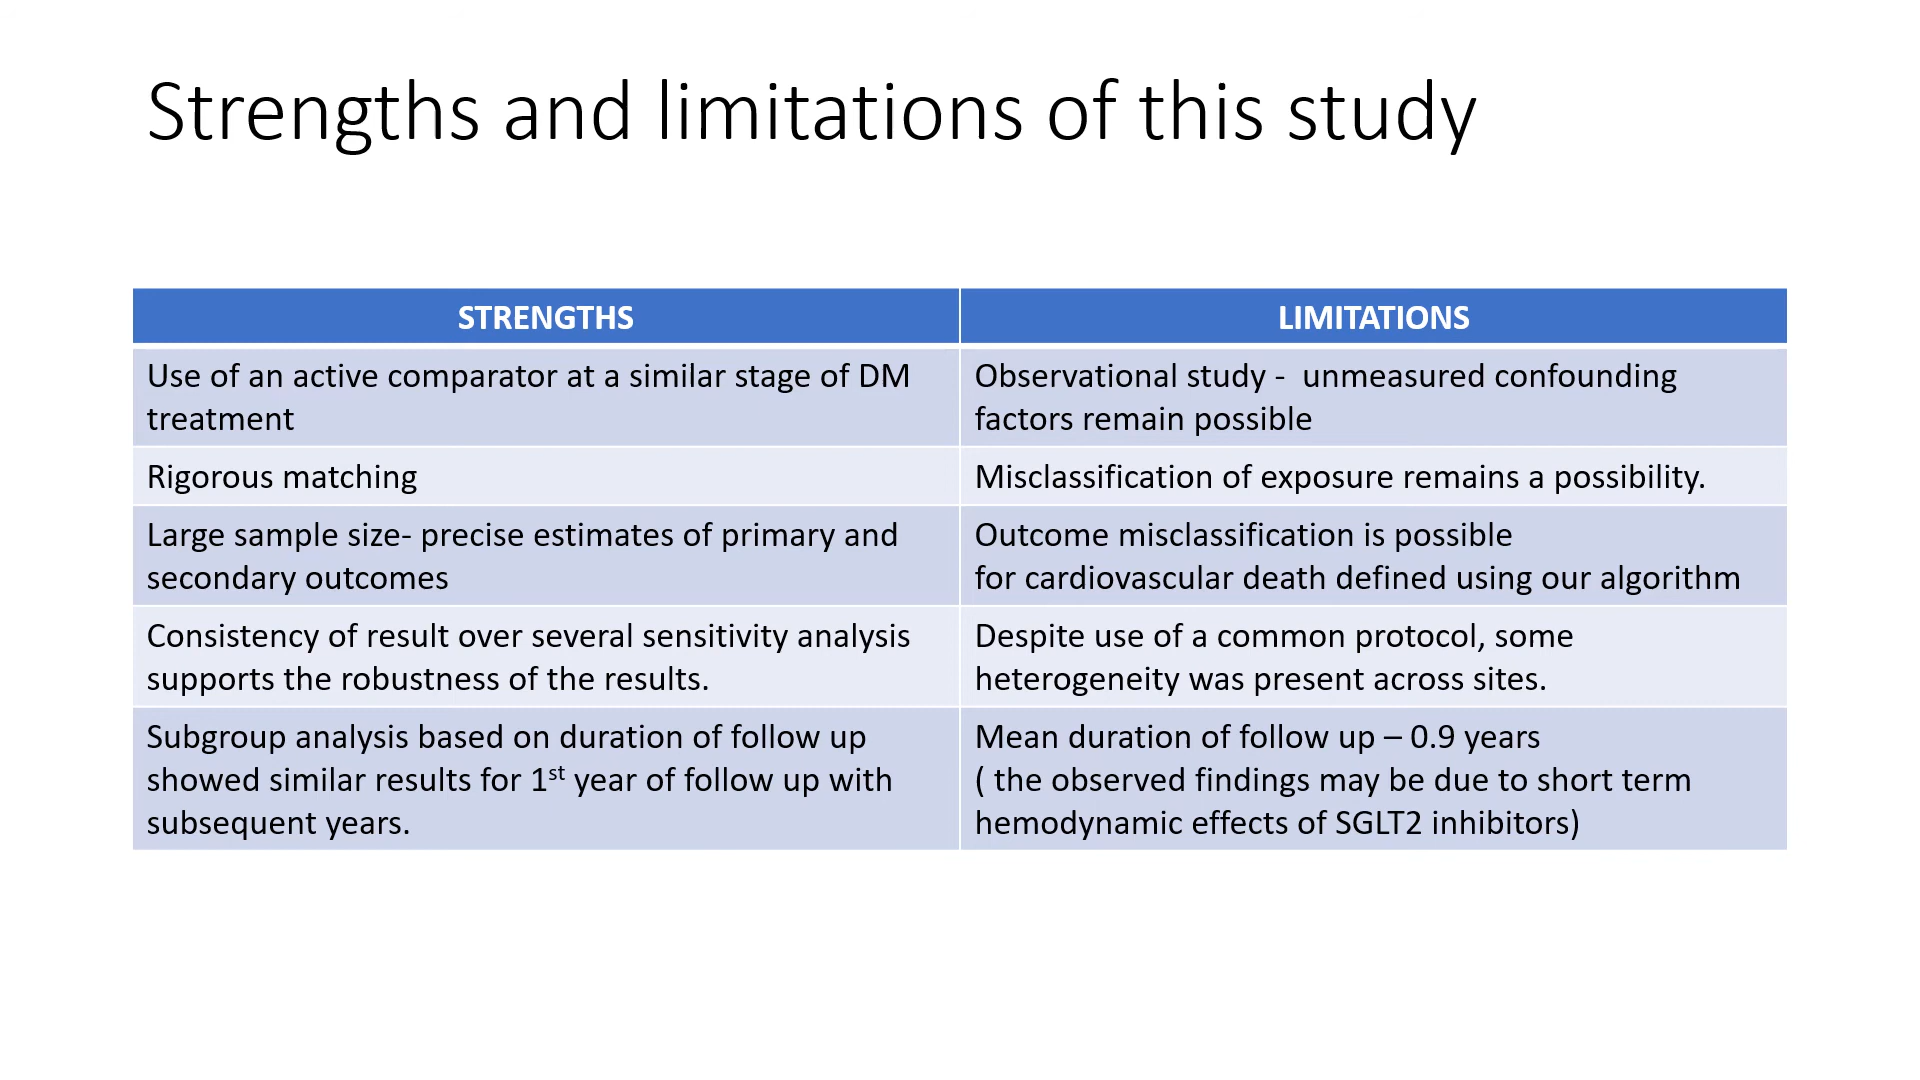 Strengths and limitations of this study
STRENGTHS
LIMITATIONS
Use of an active comparator at a similar stage of DM
treatment
Observational study -  unmeasured confounding
factors remain possible
Rigorous matching
Misclassification of exposure remains a possibility.
Large sample size- precise estimates of primary and
secondary outcomes
Outcome misclassification is possible
for cardiovascular death defined using our algorithm
Consistency of result over several sensitivity analysis
supports the robustness of the results.
Despite use of a common protocol, some
heterogeneity was present across sites.
Subgroup analysis based on duration of follow up
showed similar results for 1st year of follow up with
subsequent years.
Mean duration of follow up – 0.9 years
( the observed findings may be due to short term
hemodynamic effects of SGLT2 inhibitors)